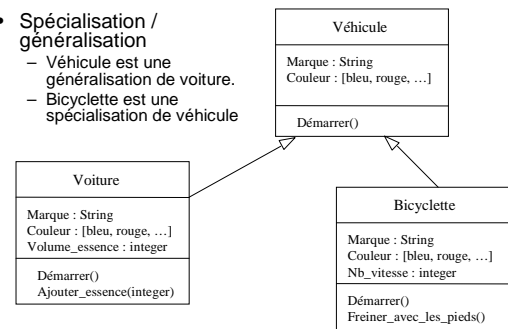 • Spécialisation /
généralisation
– Véhicule est une
généralisation de voiture.
– Bicyclette est une
spécialisation de véhicule
Véhicule
Marque : String
Couleur : [bleu, rouge, …]
Démarrer()
Voiture
Marque : String
Couleur : [bleu, rouge, …]
Volume_essence : integer
Démarrer()
Ajouter_essence(integer)
Bicyclette
Marque : String
Couleur : [bleu, rouge, …]
Nb_vitesse : integer
Démarrer()
Freiner_avec_les_pieds()